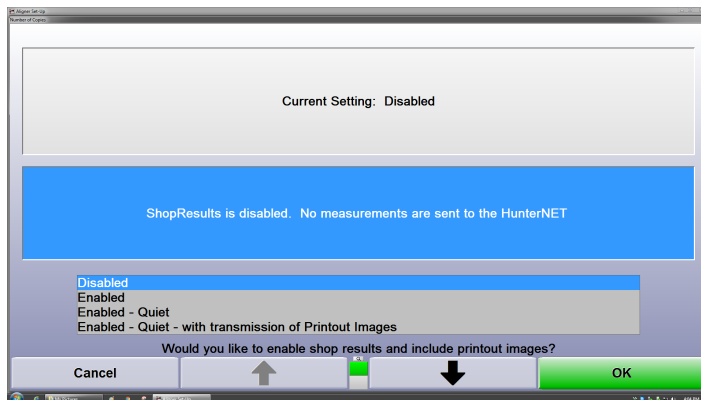 Aligner Set-Up
Number of Copies
Current Setting: Disabled
ShopResults is disabled. No measurements are sent to the HunterNET
Disabled
Enabled
Enabled - Quiet
Enabled - Quiet - with transmission of Printout Images
Would you like to enable shop results and include printout images?
Cancel
OK